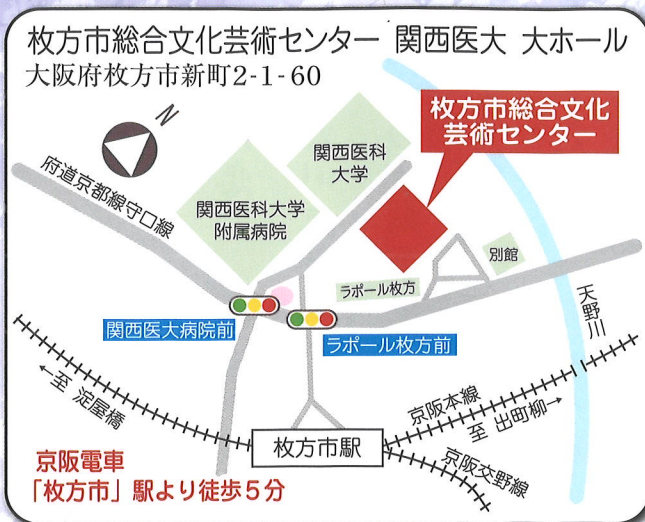 枚方市総合文化芸術センター 関西医大 大ホール
大阪府枚方市新町2-1-60
N
枚方市総合文化
芸術センター
関西医科
大学
関西医科大学
附属病院
府道京都線守口線
別館
ラポール枚方
関西医大病院前
ラポール枚方前
天野川
←至 淀屋橋
京阪本線
至 出町柳→
枚方市駅
京阪交野線
京阪電車
「枚方市」駅より徒歩5分